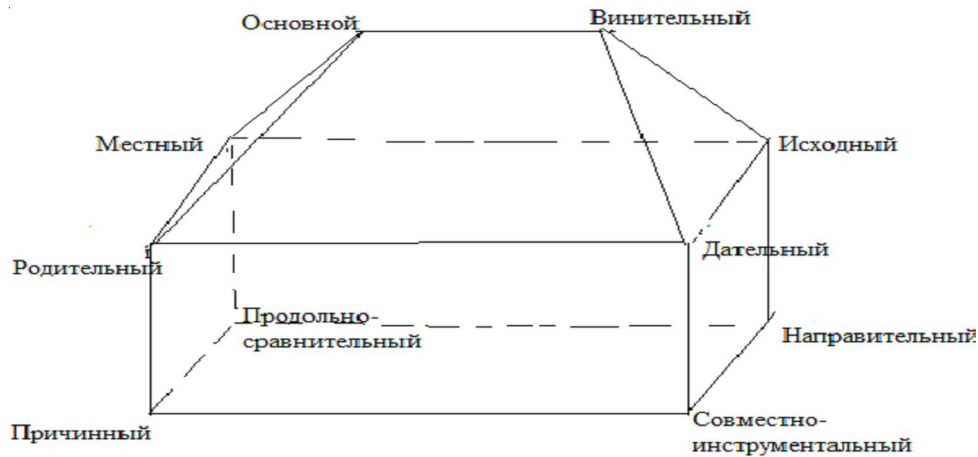 Основной
Винительный
Местный
Исходный
Родительный
Дательный
Продольно-
сравнительный
Направительный
Причинный
Совместно-
инструментальный